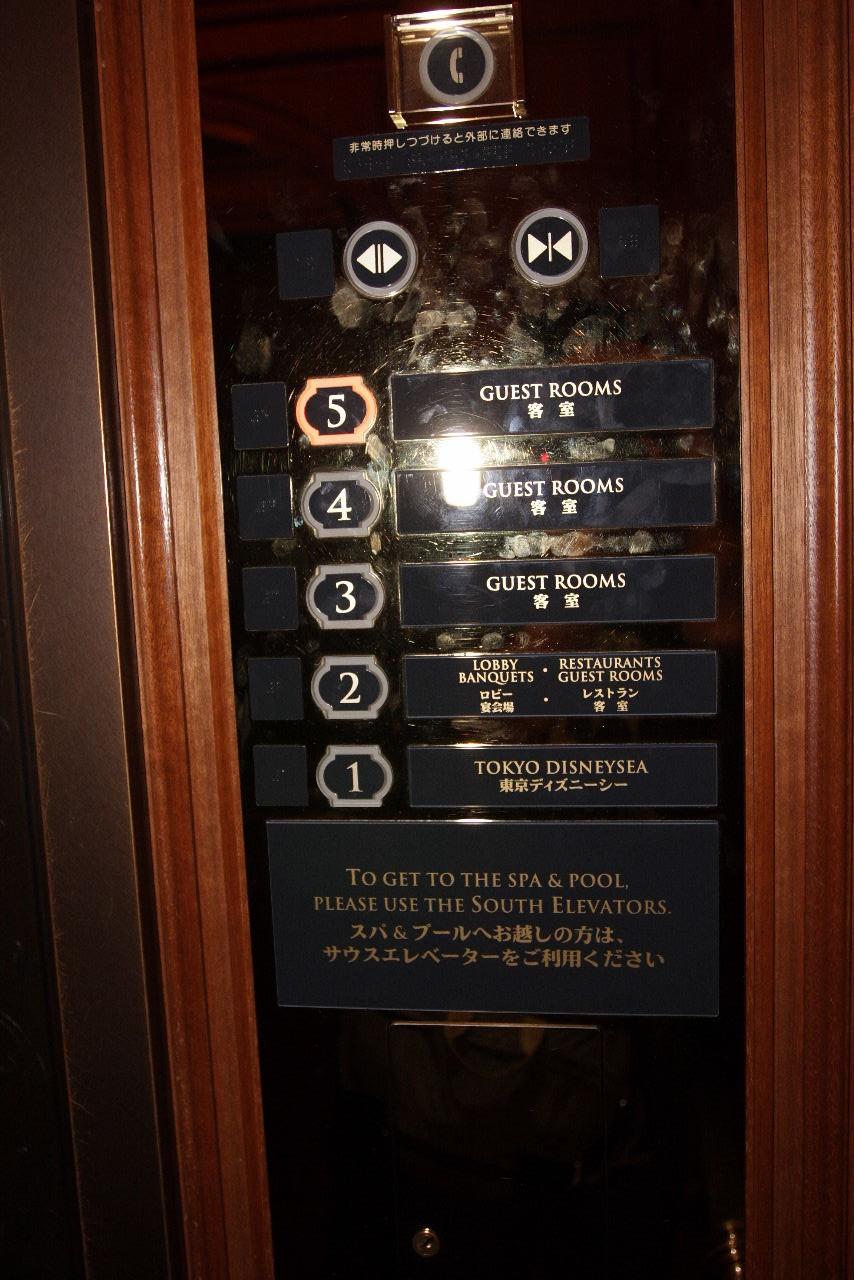 非常時押しつづけると外部に連絡できます
5 GUEST ROOMS
客室
4 GUEST ROOMS
客室
3 GUEST ROOMS
客室
2 LOBBY ・ RESTAURANTS
BANQUETS GUEST ROOMS
ロビー ・ レストラン
宴会場 客室
1 TOKYO DISNEYSEA
東京ディズニーシー
TO GET TO THE SPA & POOL,
PLEASE USE THE SOUTH ELEVATORS.
スパ & プールへお越しの方は、
サウスエレベーターをご利用ください